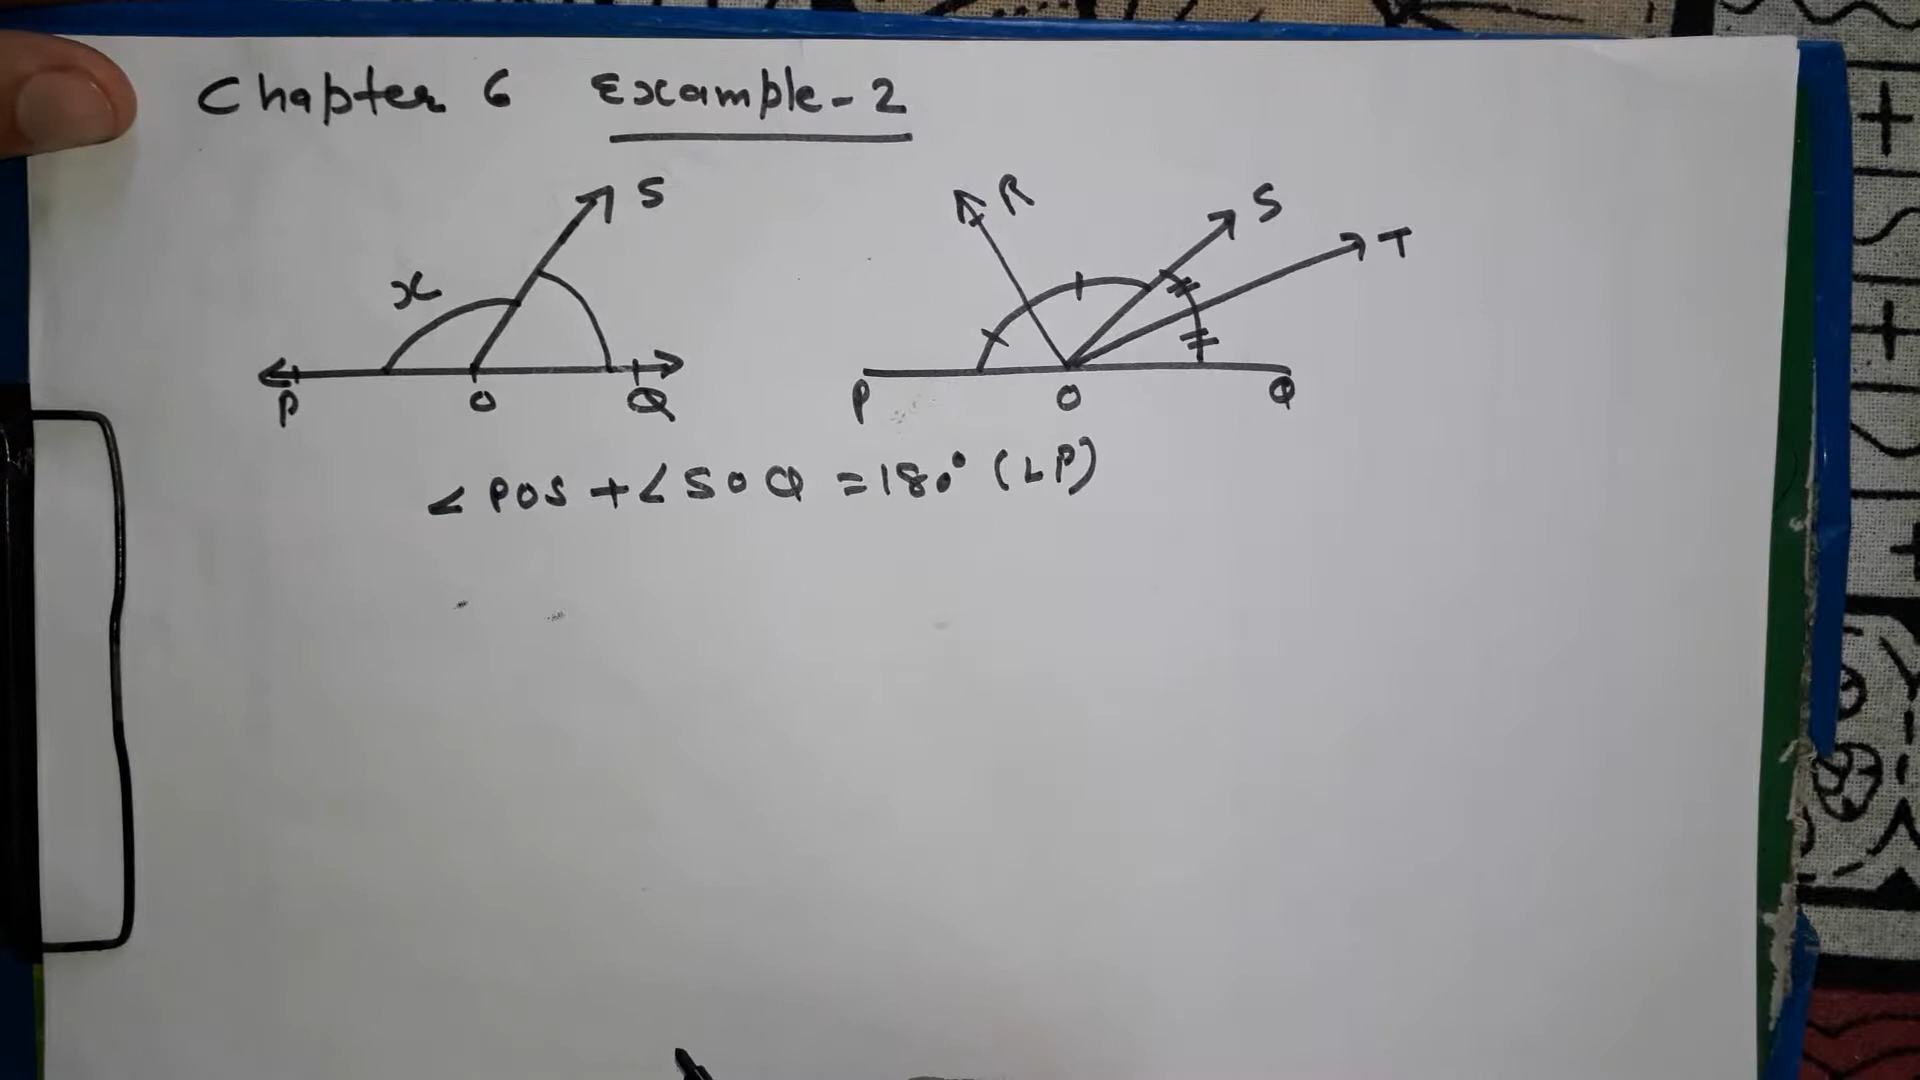 Chapter 6 Example-2
S
x
P O Q
R
S
T
P O Q
∠POS + ∠SOQ = 180° (LP)